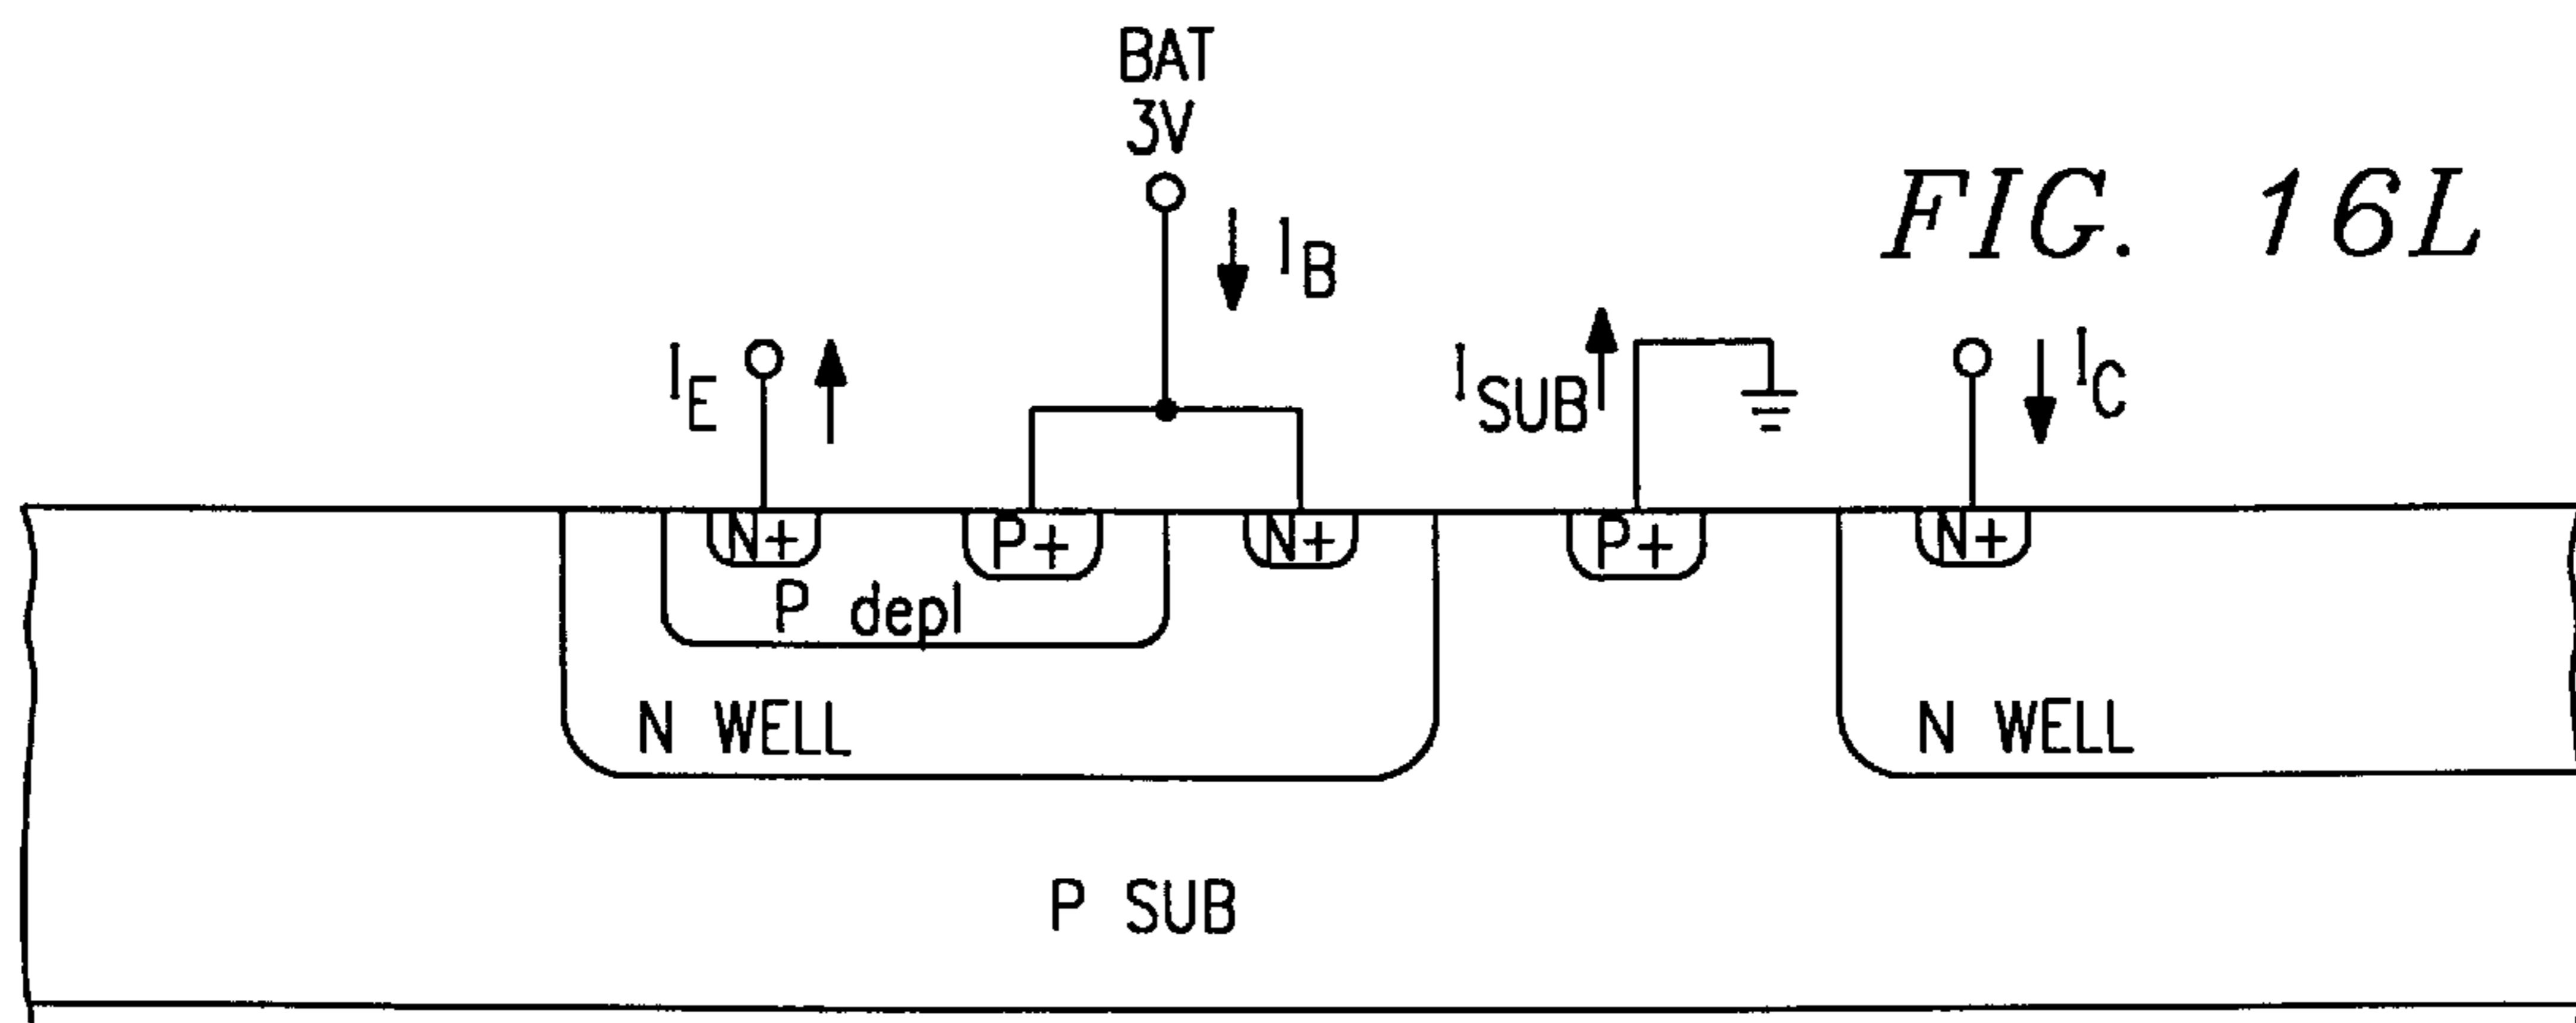 BAT
3V
FIG. 16L
I_B
I_E
I_SUB
I_C
N+
P+
N+
P+
N+
P depl
N WELL
N WELL
P SUB